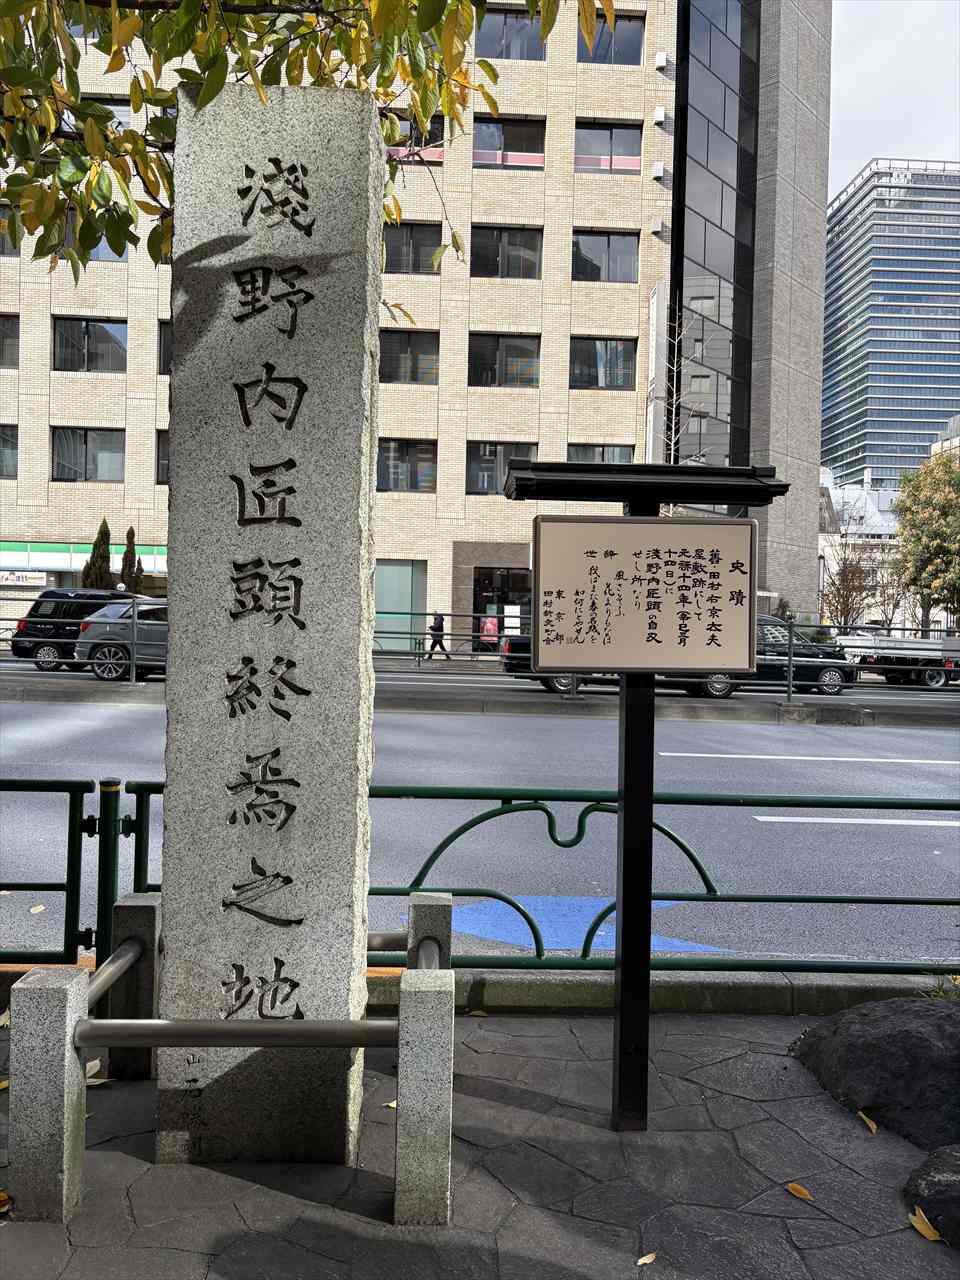 淺野内匠頭終焉之地
史蹟
舊・田村右京太夫
屋敷跡にして
元禄十四年（辛巳三月
十四日）に
淺野内匠頭の自刃
せし所なり
辞世
風さそふ
花よりもなほ
我はまた春の名残を
如何にとやせん
東京都
田村町史跡